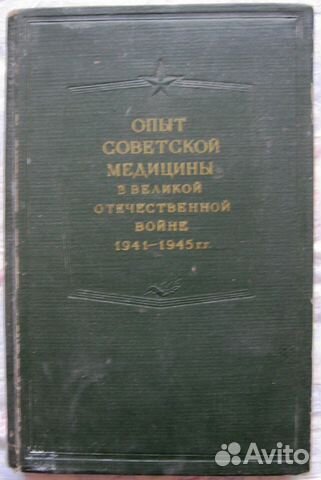 ОПЫТ
СОВЕТСКОЙ
МЕДИЦИНЫ
В ВЕЛИКОЙ
ОТЕЧЕСТВЕННОЙ
ВОЙНЕ
1941–1945 гг.
Avito